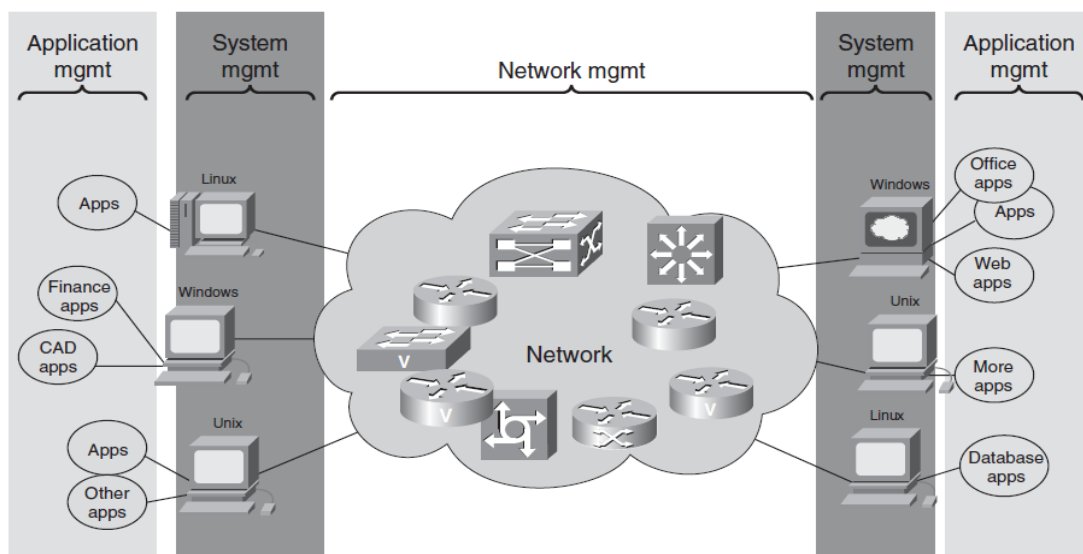 Application
mgmt
System
mgmt
Network mgmt
System
mgmt
Application
mgmt
Linux
Apps
Windows
Finance
apps
CAD
apps
Unix
Apps
Other
apps
Network
V
V
V
Windows
Office
apps
Apps
Web
apps
Unix
More
apps
Linux
Database
apps